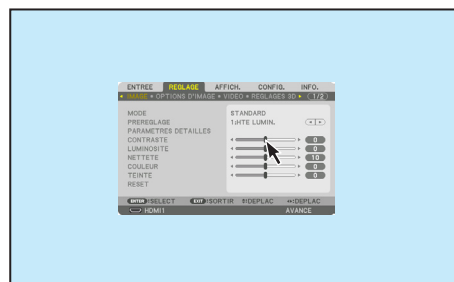 ENTREE REGLAGE AFFICH. CONFIG. INFO.
IMAGE • OPTIONS D'IMAGE • VIDEO • REGLAGES 3D • (1/2)
MODE STANDARD
PREREGLAGE 1:HTE LUMIN.
PARAMETRES DETAILLES
CONTRASTE 0
LUMINOSITE 0
NETTETE 10
COULEUR 0
TEINTE 0
RESET
ENTER:SELECT EXIT:SORTIR ↕:DEPLAC ↔:DEPLAC
HDMI1 AVANCE